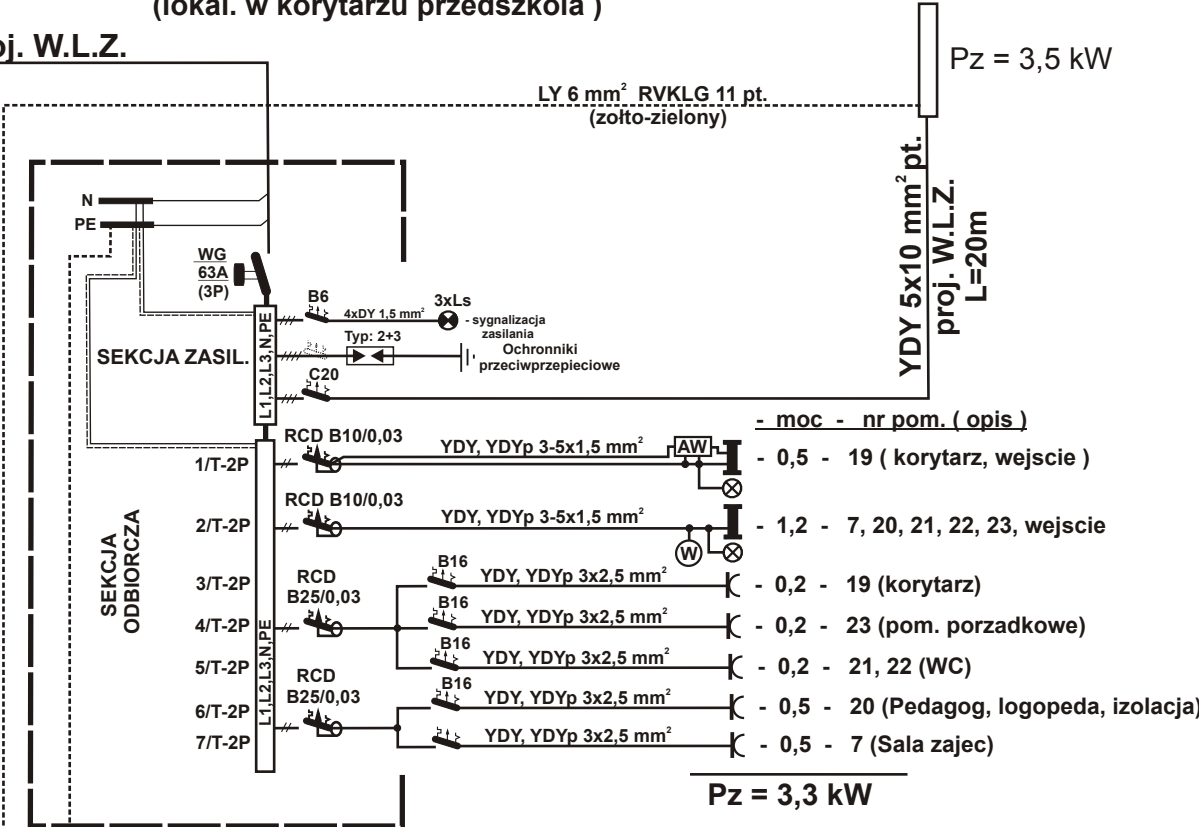 (lokal. w korytarzu przedszkola )
oj. W.L.Z.
Pz = 3,5 kW
LY 6 mm² RVKLG 11 pt.
(zołto-zielony)
YDY 5x10 mm² pt.
proj. W.L.Z.
L=20m
N
PE
WG
63A
(3P)
B6
4xDY 1,5 mm²
3xLs
- sygnalizacja
zasilania
Typ: 2+3
Ochronniki
przeciwprzepieciowe
SEKCJA ZASIL.
L1,L2,L3,N,PE
C20
- moc - nr pom. ( opis )
RCD B10/0,03
YDY, YDYp 3-5x1,5 mm²
AW
1/T-2P
- 0,5 - 19 ( korytarz, wejscie )
RCD B10/0,03
YDY, YDYp 3-5x1,5 mm²
2/T-2P
- 1,2 - 7, 20, 21, 22, 23, wejscie
W
SEKCJA
ODBIORCZA
L1,L2,L3,N,PE
3/T-2P
RCD
B25/0,03
B16
YDY, YDYp 3x2,5 mm²
- 0,2 - 19 (korytarz)
4/T-2P
B16
YDY, YDYp 3x2,5 mm²
- 0,2 - 23 (pom. porzadkowe)
5/T-2P
B16
YDY, YDYp 3x2,5 mm²
- 0,2 - 21, 22 (WC)
6/T-2P
RCD
B25/0,03
B16
YDY, YDYp 3x2,5 mm²
- 0,5 - 20 (Pedagog, logopeda, izolacja)
7/T-2P
YDY, YDYp 3x2,5 mm²
- 0,5 - 7 (Sala zajec)
Pz = 3,3 kW